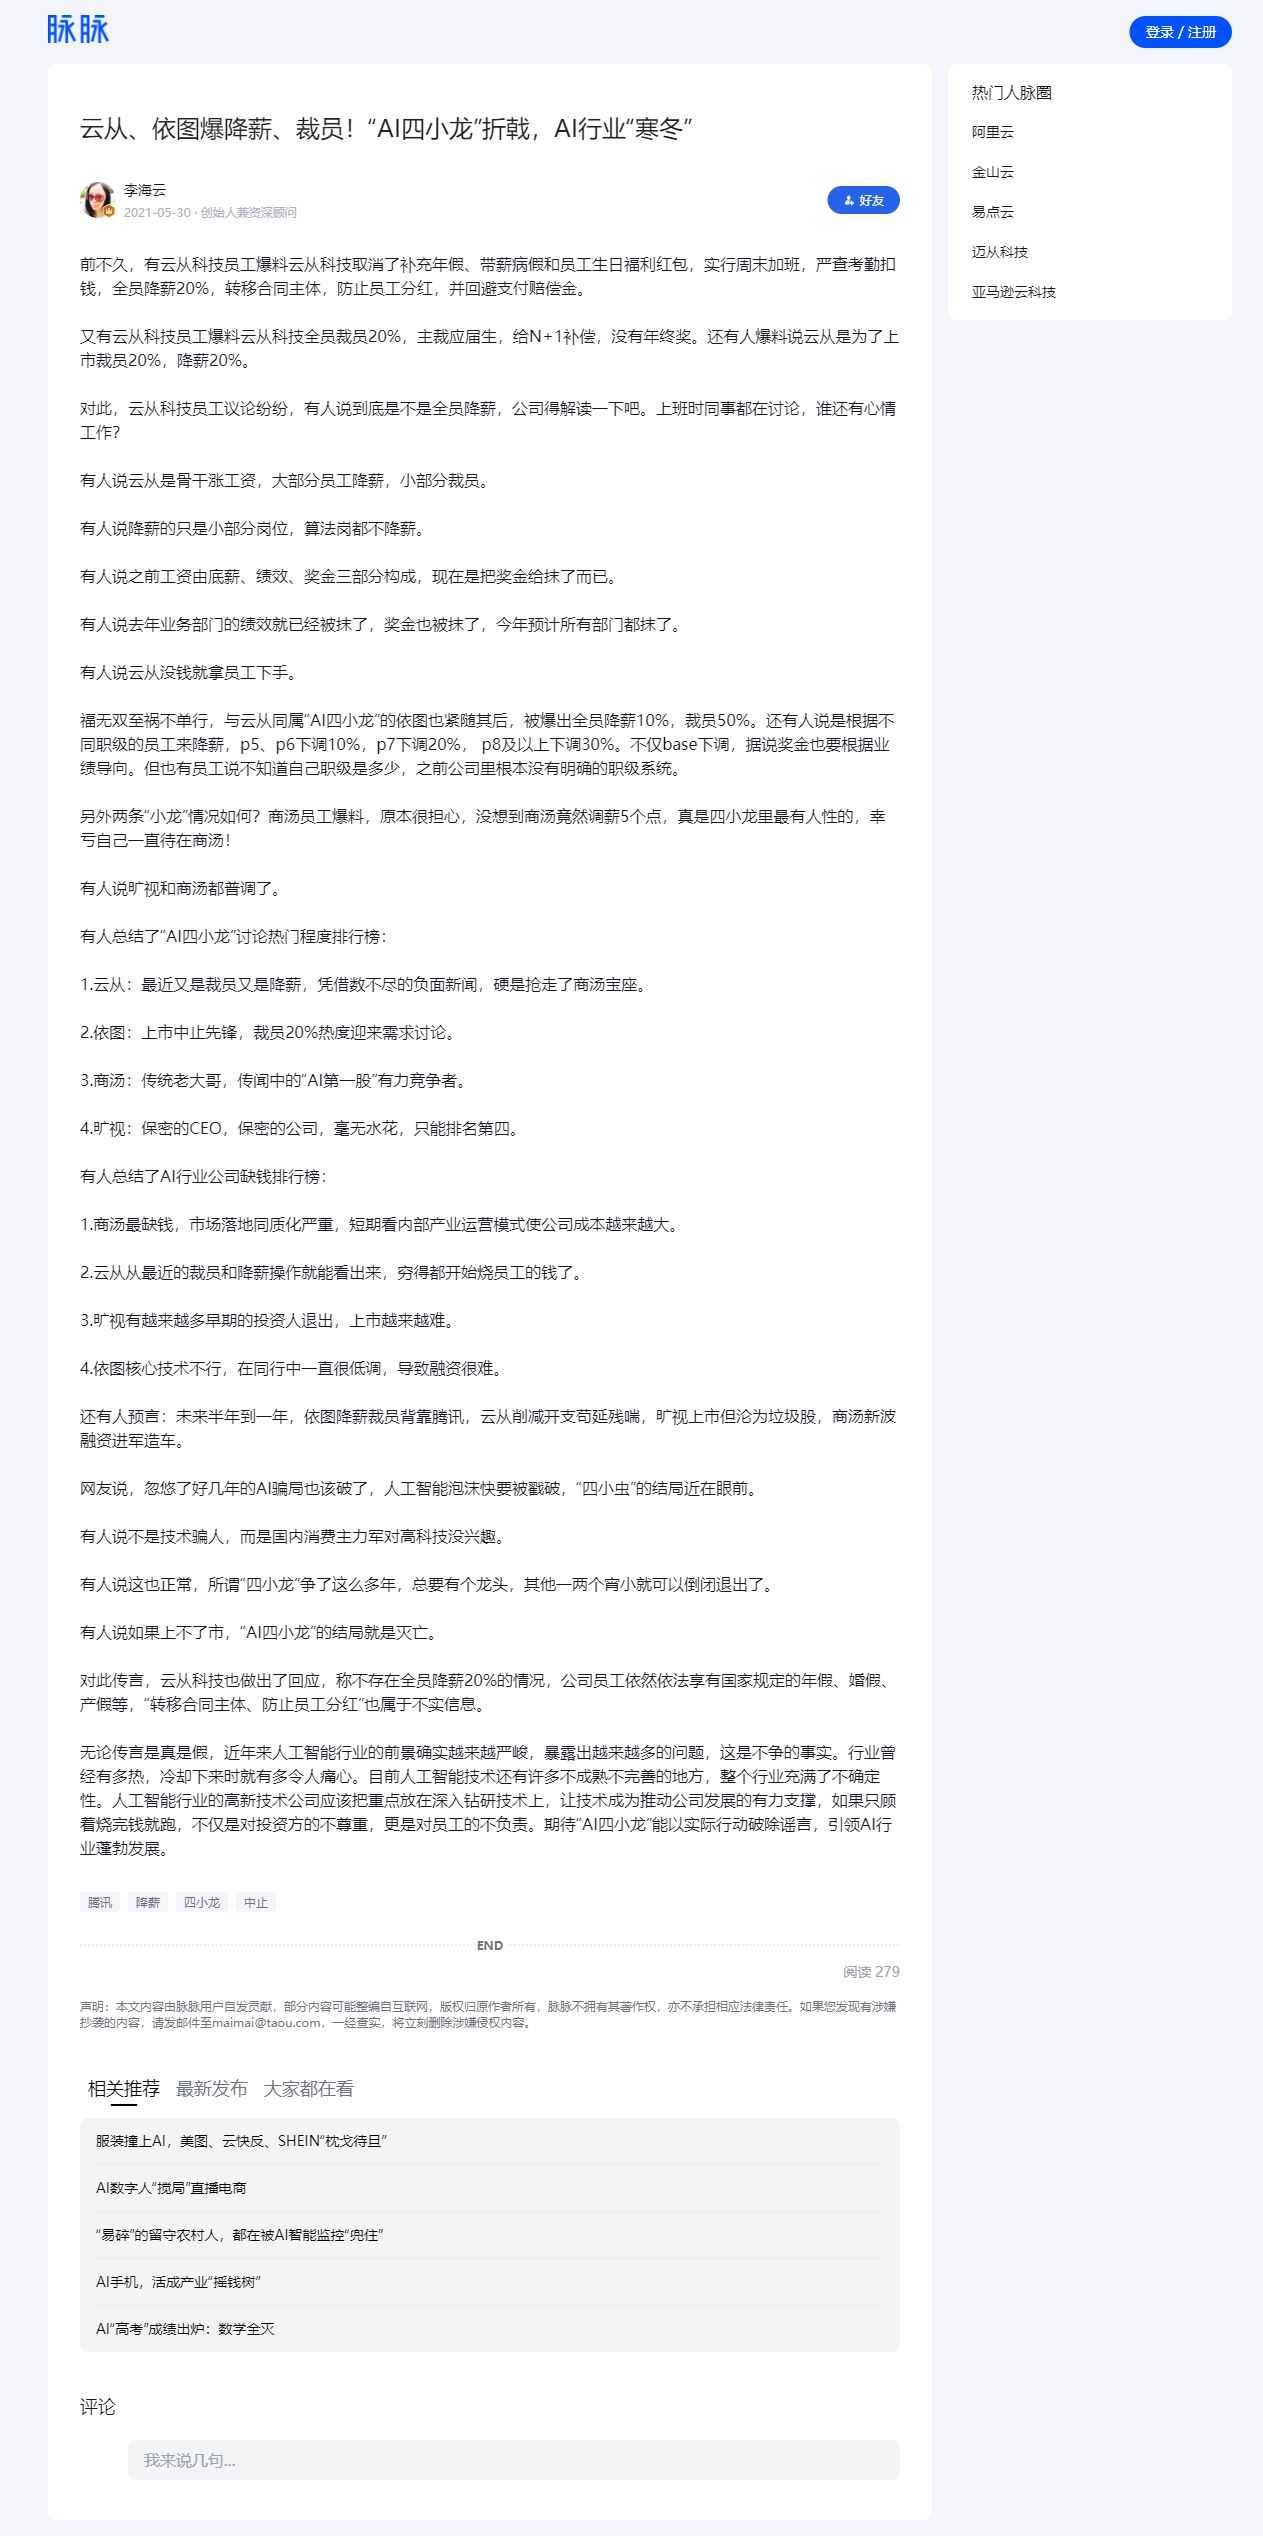 脉脉
登录 / 注册
云从、依图爆降薪、裁员！“AI四小龙”折戟，AI行业“寒冬”
李海云
2021-05-30 · 创始人兼资深顾问
好友
前不久，有云从科技员工爆料云从科技取消了补充年假、带薪病假和员工生日福利红包，实行周末加班，严查考勤扣
钱，全员降薪20%，转移合同主体，防止员工分红，并回避支付赔偿金。
又有云从科技员工爆料云从科技全员裁员20%，主裁应届生，给N+1补偿，没有年终奖。还有人爆料说云从是为了上
市裁员20%，降薪20%。
对此，云从科技员工议论纷纷，有人说到底是不是全员降薪，公司得解读一下吧。上班时同事都在讨论，谁还有心情
工作？
有人说云从是骨干涨工资，大部分员工降薪，小部分裁员。
有人说降薪的只是小部分岗位，算法岗都不降薪。
有人说之前工资由底薪、绩效、奖金三部分构成，现在是把奖金给抹了而已。
有人说去年业务部门的绩效就已经被抹了，奖金也被抹了，今年预计所有部门都抹了。
有人说云从没钱就拿员工下手。
福无双至祸不单行，与云从同属“AI四小龙”的依图也紧随其后，被爆出全员降薪10%，裁员50%。还有人说是根据不
同职级的员工来降薪，p5、p6下调10%，p7下调20%， p8及以上下调30%。不仅base下调，据说奖金也要根据业
绩导向。但也有员工说不知道自己职级是多少，之前公司里根本没有明确的职级系统。
另外两条“小龙”情况如何？商汤员工爆料，原本很担心，没想到商汤竟然调薪5个点，真是四小龙里最有人性的，幸
亏自己一直待在商汤！
有人说旷视和商汤都普调了。
有人总结了“AI四小龙”讨论热门程度排行榜：
1.云从：最近又是裁员又是降薪，凭借数不尽的负面新闻，硬是抢走了商汤宝座。
2.依图：上市中止先锋，裁员20%热度迎来需求讨论。
3.商汤：传统老大哥，传闻中的“AI第一股”有力竞争者。
4.旷视：保密的CEO，保密的公司，毫无水花，只能排名第四。
有人总结了AI行业公司缺钱排行榜：
1.商汤最缺钱，市场落地同质化严重，短期看内部产业运营模式使公司成本越来越大。
2.云从从最近的裁员和降薪操作就能看出来，穷得都开始烧员工的钱了。
3.旷视有越来越多早期的投资人退出，上市越来越难。
4.依图核心技术不行，在同行中一直很低调，导致融资很难。
还有人预言：未来半年到一年，依图降薪裁员背靠腾讯，云从削减开支苟延残喘，旷视上市但沦为垃圾股，商汤新波
融资进军造车。
网友说，忽悠了好几年的AI骗局也该破了，人工智能泡沫快要被戳破，“四小虫”的结局近在眼前。
有人说不是技术骗人，而是国内消费主力军对高科技没兴趣。
有人说这也正常，所谓“四小龙”争了这么多年，总要有个龙头，其他一两个宵小就可以倒闭退出了。
有人说如果上不了市，“AI四小龙”的结局就是灭亡。
对此传言，云从科技也做出了回应，称不存在全员降薪20%的情况，公司员工依然依法享有国家规定的年假、婚假、
产假等，“转移合同主体、防止员工分红”也属于不实信息。
无论传言是真是假，近年来人工智能行业的前景确实越来越严峻，暴露出越来越多的问题，这是不争的事实。行业曾
经有多热，冷却下来时就有多令人痛心。目前人工智能技术还有许多不成熟不完善的地方，整个行业充满了不确定
性。人工智能行业的高新技术公司应该把重点放在深入钻研技术上，让技术成为推动公司发展的有力支撑，如果只顾
着烧完钱就跑，不仅是对投资方的不尊重，更是对员工的不负责。期待“AI四小龙”能以实际行动破除谣言，引领AI行
业蓬勃发展。
腾讯 降薪 四小龙 中止
END
阅读 279
声明：本文内容由脉脉用户自发贡献，部分内容可能整编自互联网，版权归原作者所有，脉脉不拥有其著作权，亦不承担相应法律责任。如果您发现有涉嫌
抄袭的内容，请发邮件至maimai@taou.com，一经查实，将立刻删除涉嫌侵权内容。
相关推荐 最新发布 大家都在看
服装撞上AI，美图、云快反、SHEIN“枕戈待旦”
AI数字人“搅局”直播电商
“易碎”的留守农村人，都在被AI智能监控“兜住”
AI手机，活成产业“摇钱树”
AI“高考”成绩出炉：数学全灭
评论
我来说几句...
热门人脉圈
阿里云
金山云
易点云
迈从科技
亚马逊云科技